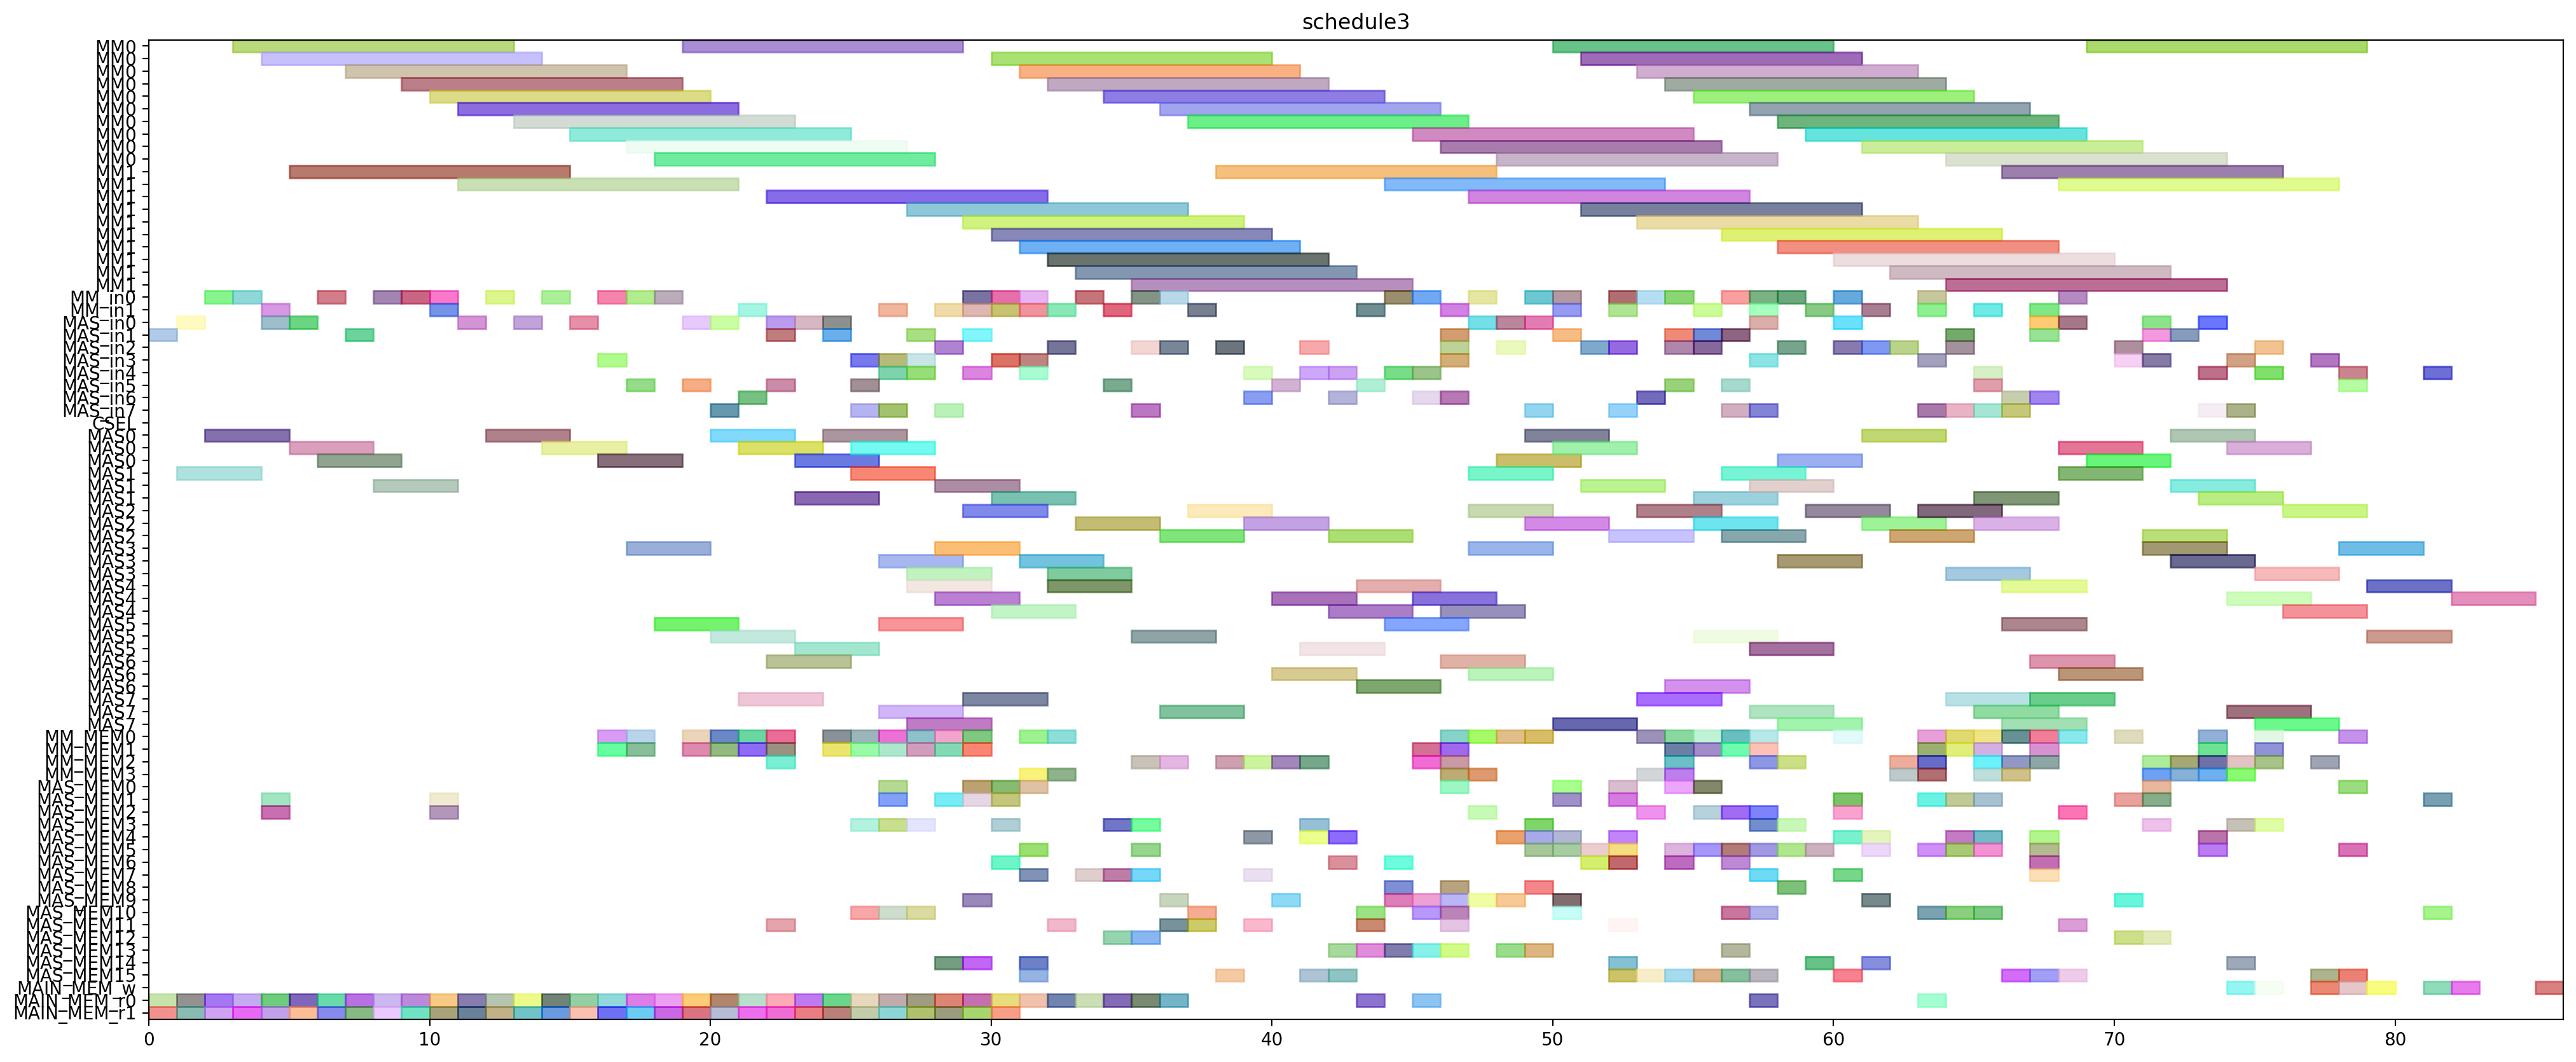 schedule3
MM0
MM0
MM0
MM0
MM0
MM0
MM0
MM0
MM0
MM0
MM1
MM1
MM1
MM1
MM1
MM1
MM1
MM1
MM1
MM1
MM_in0
MM_in1
MAS_in0
MAS_in1
MAS_in2
MAS_in3
MAS_in4
MAS_in5
MAS_in6
MAS_in7
CSEL
MAS0
MAS0
MAS0
MAS1
MAS1
MAS1
MAS2
MAS2
MAS2
MAS3
MAS3
MAS3
MAS4
MAS4
MAS4
MAS5
MAS5
MAS5
MAS6
MAS6
MAS6
MAS7
MAS7
MAS7
MM_MEM0
MM_MEM1
MM_MEM2
MM_MEM3
MAS_MEM0
MAS_MEM1
MAS_MEM2
MAS_MEM3
MAS_MEM4
MAS_MEM5
MAS_MEM6
MAS_MEM7
MAS_MEM8
MAS_MEM9
MAS_MEM10
MAS_MEM11
MAS_MEM12
MAS_MEM13
MAS_MEM14
MAS_MEM15
MAIN_MEM_w
MAIN_MEM_r0
MAIN_MEM_r1
0 10 20 30 40 50 60 70 80